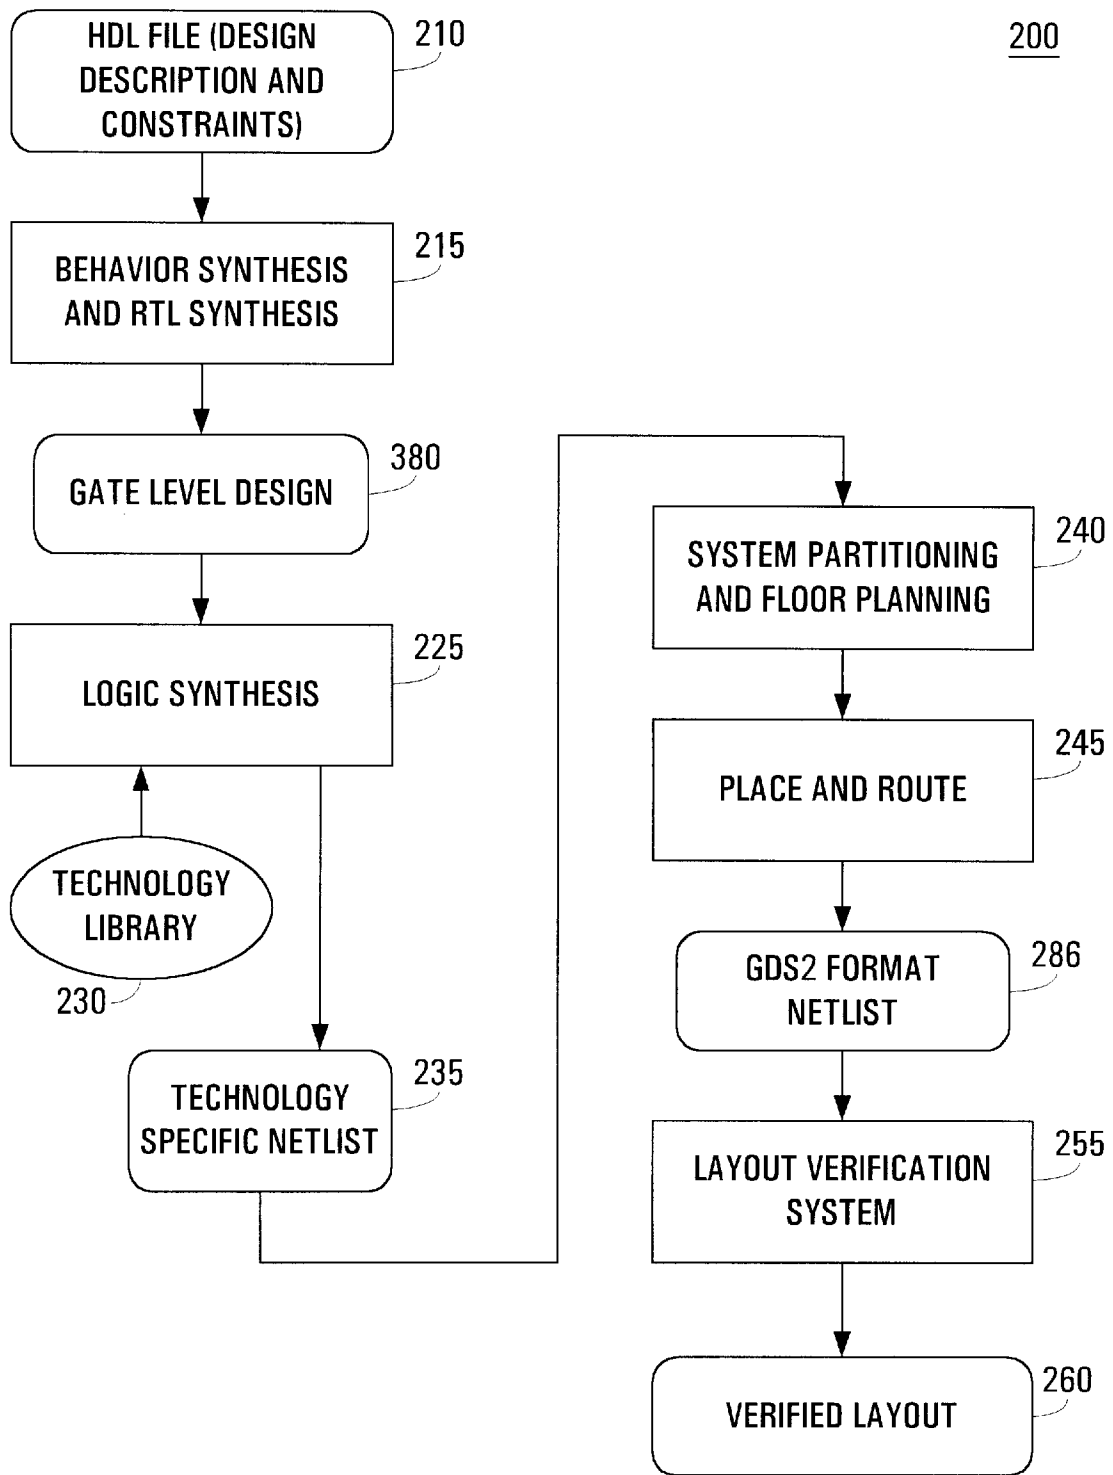 200
HDL FILE (DESIGN
DESCRIPTION AND
CONSTRAINTS)
210
BEHAVIOR SYNTHESIS
AND RTL SYNTHESIS
215
GATE LEVEL DESIGN
380
LOGIC SYNTHESIS
225
TECHNOLOGY
LIBRARY
230
TECHNOLOGY
SPECIFIC NETLIST
235
SYSTEM PARTITIONING
AND FLOOR PLANNING
240
PLACE AND ROUTE
245
GDS2 FORMAT
NETLIST
286
LAYOUT VERIFICATION
SYSTEM
255
VERIFIED LAYOUT
260